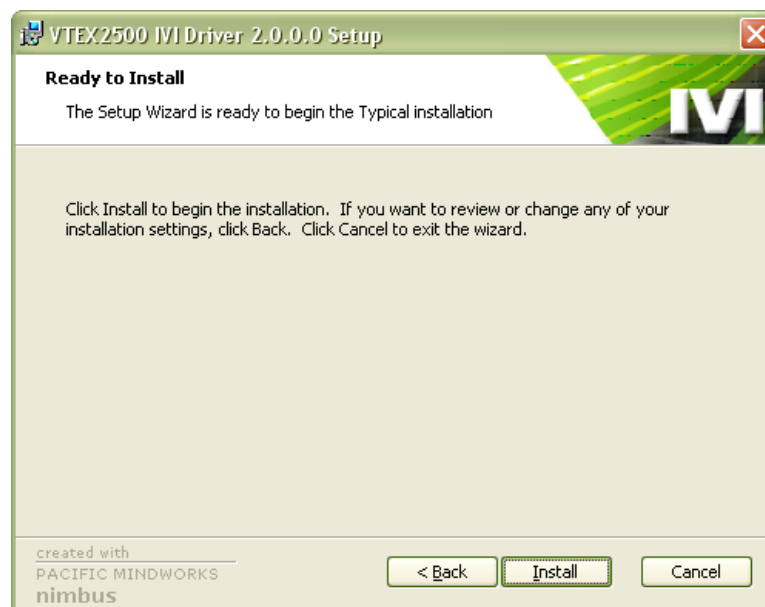 VTEX2500 IVI Driver 2.0.0.0 Setup
Ready to Install
The Setup Wizard is ready to begin the Typical installation
IVI
Click Install to begin the installation. If you want to review or change any of your
installation settings, click Back. Click Cancel to exit the wizard.
created with
PACIFIC MINDWORKS
nimbus
< Back Install Cancel